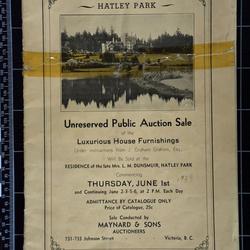 HATLEY PARK
Unreserved Public Auction Sale
of the
Luxurious House Furnishings
Under instructions from J. Graham Graham, Esq.,
Will Be Sold at the
RESIDENCE of the late Mrs. L. M. DUNSMUIR, HATLEY PARK
Commencing
THURSDAY, JUNE 1st
and Continuing June 2-3-5-6, at 2 P.M. Each Day
ADMITTANCE BY CATALOGUE ONLY
Price of Catalogue, 25c
Sale Conducted by
MAYNARD & SONS
AUCTIONEERS
731-733 Johnson Street Victoria, B.C.